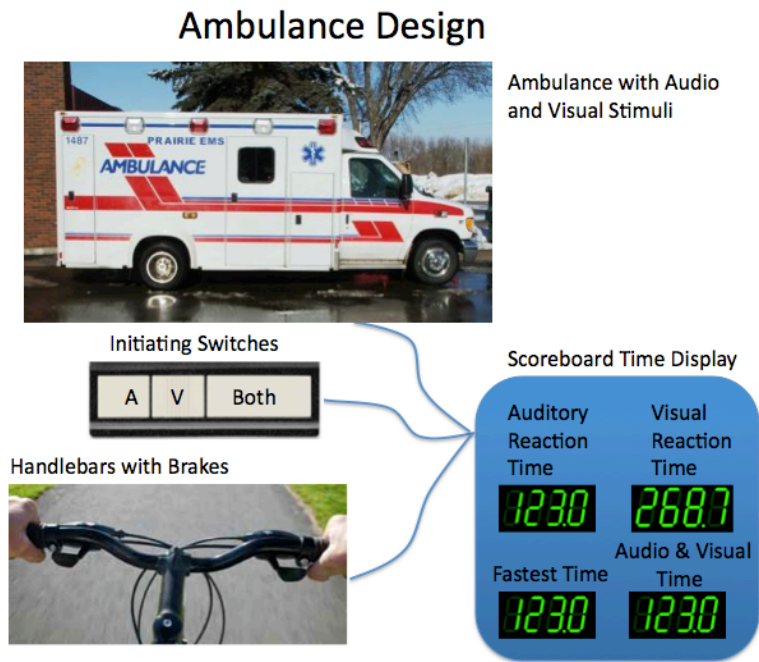 Ambulance Design
Ambulance with Audio
and Visual Stimuli
1487
PRAIRIE EMS
AMBULANCE
Initiating Switches
A V Both
Handlebars with Brakes
Scoreboard Time Display
Auditory
Reaction
Time
123.0
Visual
Reaction
Time
268.7
Fastest Time
123.0
Audio & Visual
Time
123.0